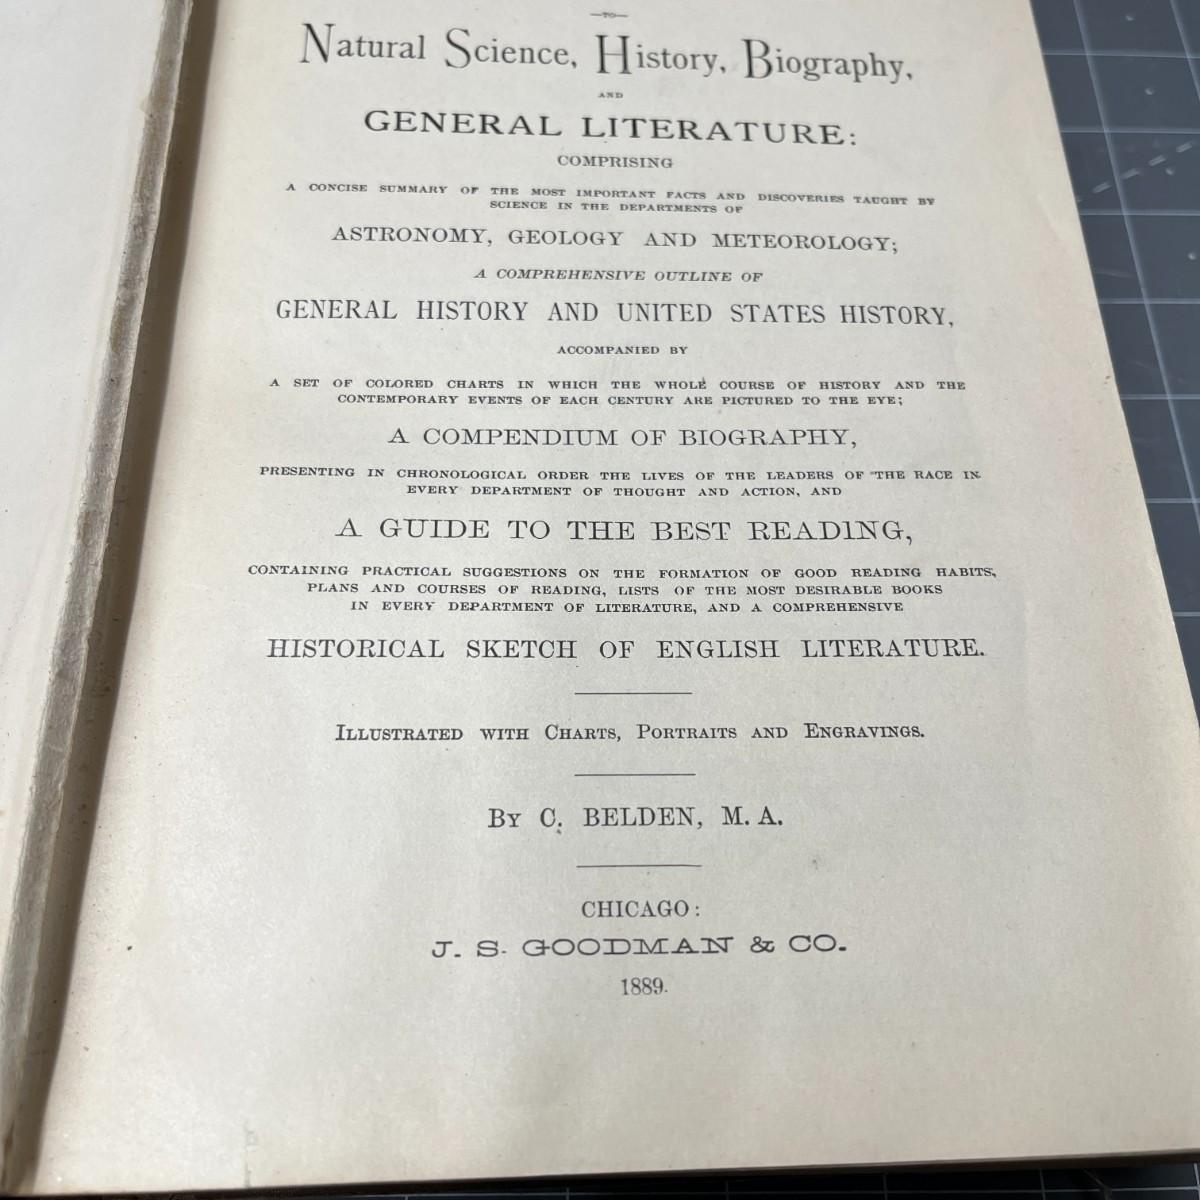 —TO—
Natural Science, History, Biography,
AND
GENERAL LITERATURE:
COMPRISING
A CONCISE SUMMARY OF THE MOST IMPORTANT FACTS AND DISCOVERIES TAUGHT BY
SCIENCE IN THE DEPARTMENTS OF
ASTRONOMY, GEOLOGY AND METEOROLOGY;
A COMPREHENSIVE OUTLINE OF
GENERAL HISTORY AND UNITED STATES HISTORY,
ACCOMPANIED BY
A SET OF COLORED CHARTS IN WHICH THE WHOLE COURSE OF HISTORY AND THE
CONTEMPORARY EVENTS OF EACH CENTURY ARE PICTURED TO THE EYE;
A COMPENDIUM OF BIOGRAPHY,
PRESENTING IN CHRONOLOGICAL ORDER THE LIVES OF THE LEADERS OF THE RACE IN
EVERY DEPARTMENT OF THOUGHT AND ACTION, AND
A GUIDE TO THE BEST READING,
CONTAINING PRACTICAL SUGGESTIONS ON THE FORMATION OF GOOD READING HABITS,
PLANS AND COURSES OF READING, LISTS OF THE MOST DESIRABLE BOOKS
IN EVERY DEPARTMENT OF LITERATURE, AND A COMPREHENSIVE
HISTORICAL SKETCH OF ENGLISH LITERATURE.
ILLUSTRATED WITH CHARTS, PORTRAITS AND ENGRAVINGS.
BY C. BELDEN, M. A.
CHICAGO:
J. S. GOODMAN & CO.
1889.